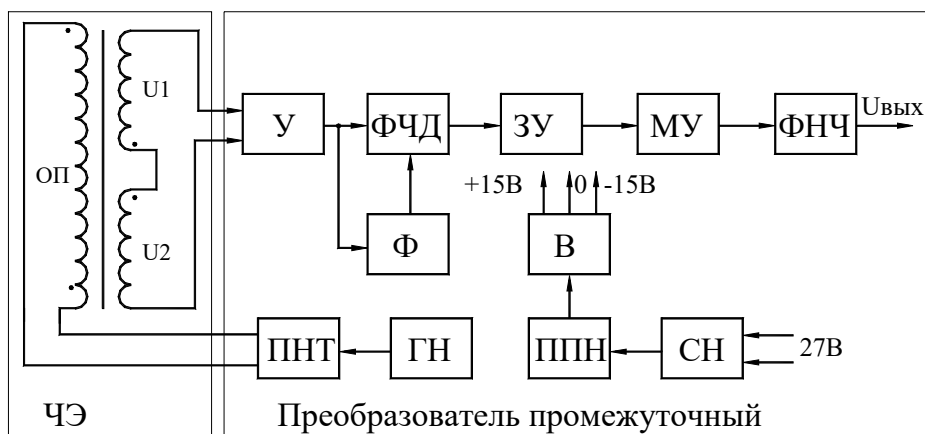 U1
Uвых
У
ФЧД
ЗУ
МУ
ФНЧ
ОП
+15В
0
-15В
U2
Ф
В
ПНТ
ГН
ППН
СН
27В
ЧЭ
Преобразователь промежуточный